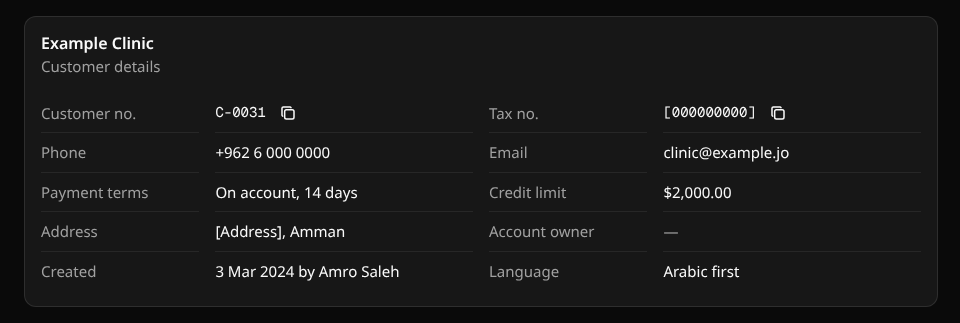 Example Clinic
Customer details
Customer no. C-0031 Tax no. [000000000]
Phone +962 6 000 0000 Email clinic@example.jo
Payment terms On account, 14 days Credit limit $2,000.00
Address [Address], Amman Account owner —
Created 3 Mar 2024 by Amro Saleh Language Arabic first